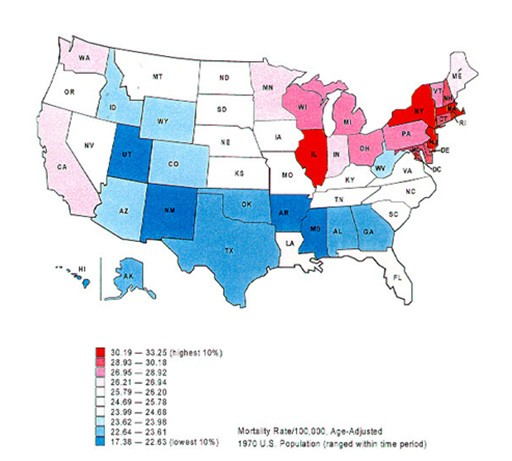 WA
MT
ND
MN
ME
OR
ID
SD
WI
VT
NH
WY
MI
NY
MA
CT
RI
NE
IA
PA
NV
UT
CO
IL
IN
OH
DE
DC
WV
VA
CA
KS
MO
KY
NC
TN
AZ
NM
OK
AR
SC
AL
GA
TX
LA
FL
HI
AK
30.19 — 33.25 (highest 10%)
28.93 — 30.18
26.95 — 28.92
26.21 — 26.94
25.79 — 26.20
24.69 — 25.78
23.99 — 24.68
23.62 — 23.98
22.64 — 23.61
17.38 — 22.63 (lowest 10%)
Mortality Rate/100,000, Age-Adjusted
1970 U.S. Population (ranged within time period)